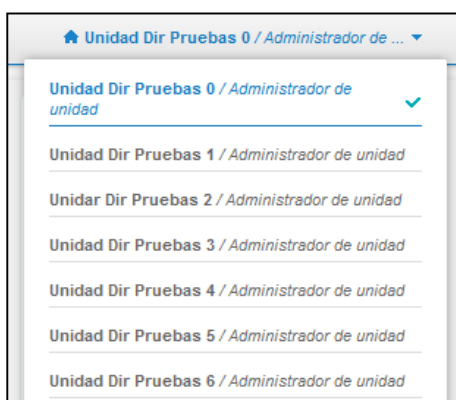 Unidad Dir Pruebas 0 / Administrador de ...
Unidad Dir Pruebas 0 / Administrador de
unidad
Unidad Dir Pruebas 1 / Administrador de unidad
Unidar Dir Pruebas 2 / Administrador de unidad
Unidad Dir Pruebas 3 / Administrador de unidad
Unidad Dir Pruebas 4 / Administrador de unidad
Unidad Dir Pruebas 5 / Administrador de unidad
Unidad Dir Pruebas 6 / Administrador de unidad